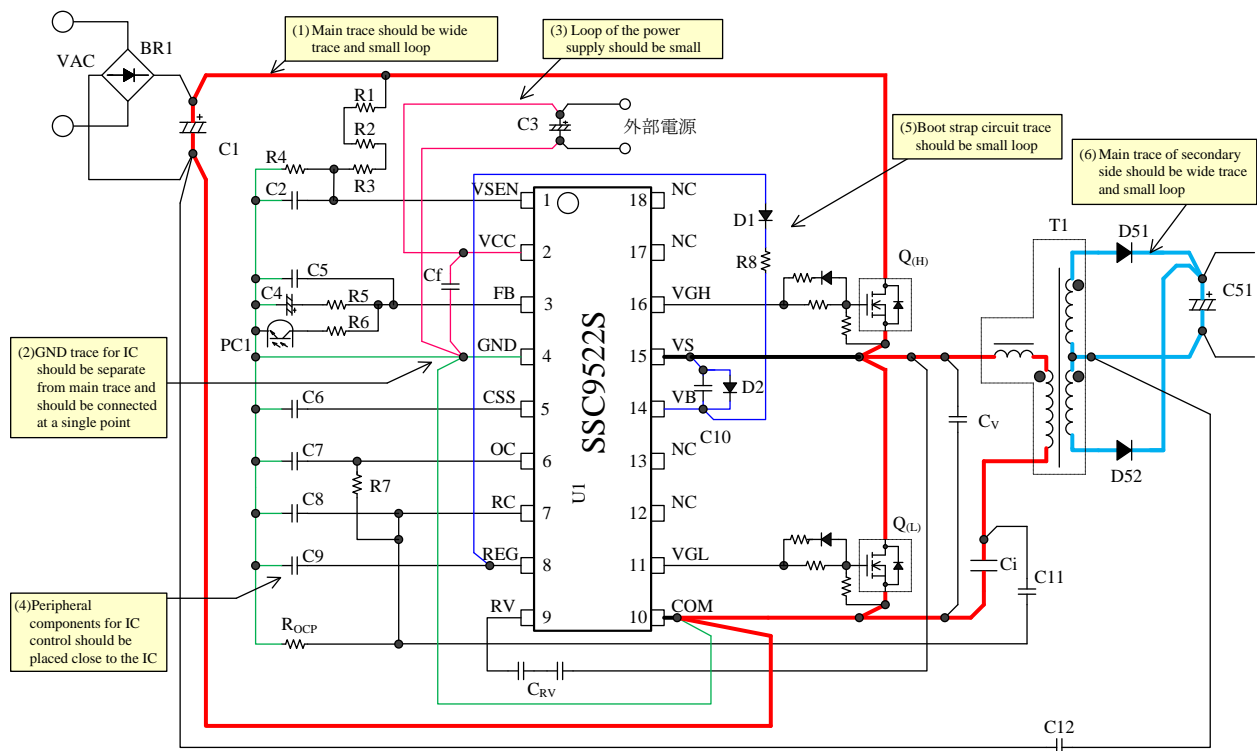 (1) Main trace should be wide
trace and small loop
(3) Loop of the power
supply should be small
BR1
VAC
C1
R1
R2
R3
R4
C2
C3
外部電源
(5)Boot strap circuit trace
should be small loop
(6) Main trace of secondary
side should be wide trace
and small loop
VSEN
1
18
NC
VCC
2
17
NC
FB
3
16
VGH
GND
4
15
VS
CSS
5
14
VB
OC
6
13
NC
RC
7
12
NC
REG
8
11
VGL
RV
9
10
COM
SSC9522S
U1
Cf
C5
C4
R5
R6
PC1
C6
C7
R7
C8
C9
ROCP
CRV
D1
R8
D2
C10
Q(H)
Q(L)
CV
Ci
C11
C12
T1
D51
D52
C51
(2)GND trace for IC
should be separate
from main trace and
should be connected
at a single point
(4)Peripheral
components for IC
control should be
placed close to the IC